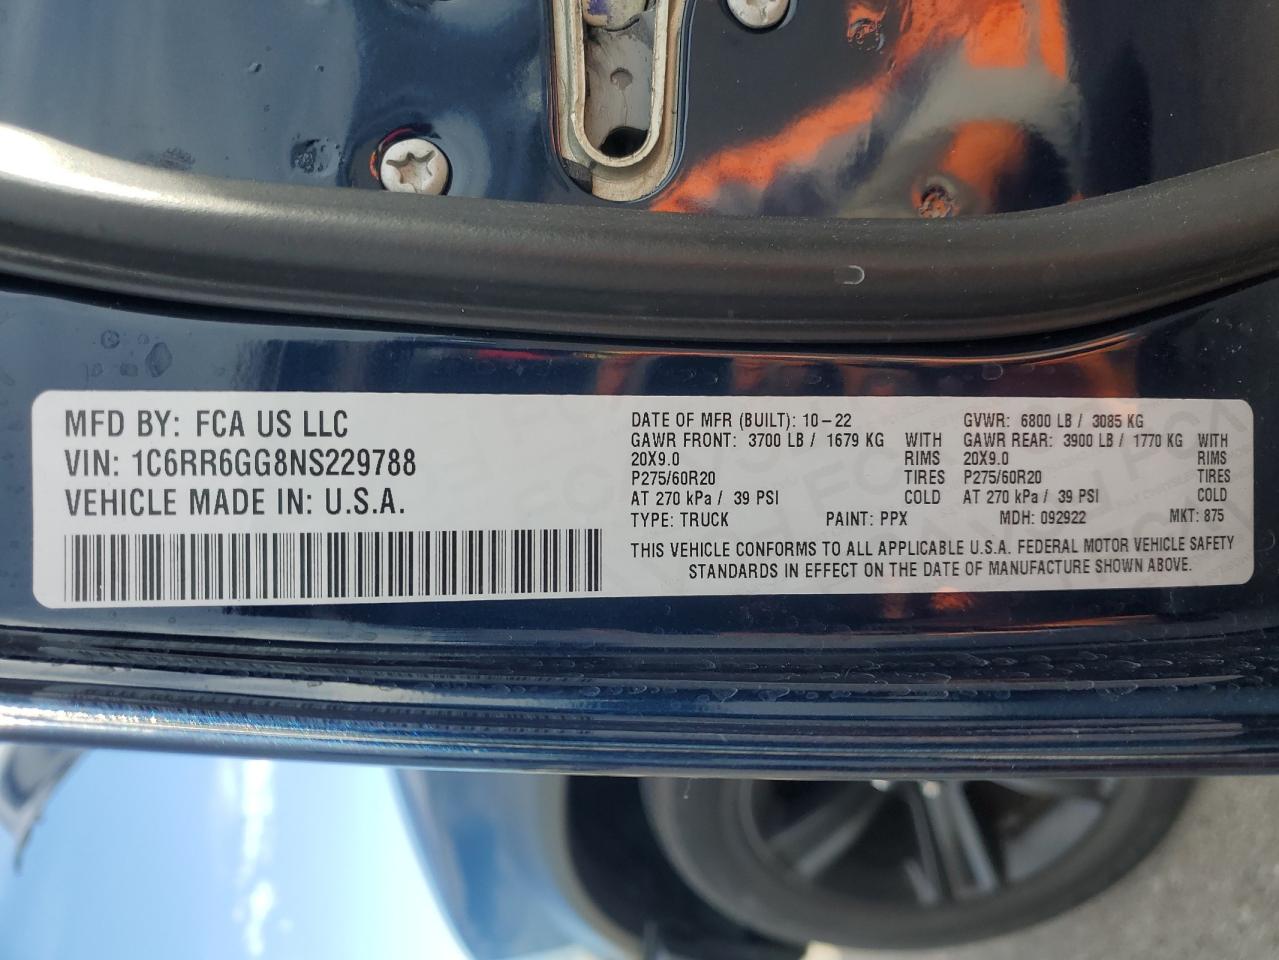 MFD BY: FCA US LLC
VIN: 1C6RR6GG8NS229788
VEHICLE MADE IN: U.S.A.
DATE OF MFR (BUILT): 10-22 GVWR: 6800 LB / 3085 KG
GAWR FRONT: 3700 LB / 1679 KG WITH GAWR REAR: 3900 LB / 1770 KG WITH
20X9.0 RIMS 20X9.0 RIMS
P275/60R20 TIRES P275/60R20 TIRES
AT 270 kPa / 39 PSI COLD AT 270 kPa / 39 PSI COLD
TYPE: TRUCK PAINT: PPX MDH: 092922 MKT: 875
THIS VEHICLE CONFORMS TO ALL APPLICABLE U.S.A. FEDERAL MOTOR VEHICLE SAFETY
STANDARDS IN EFFECT ON THE DATE OF MANUFACTURE SHOWN ABOVE.